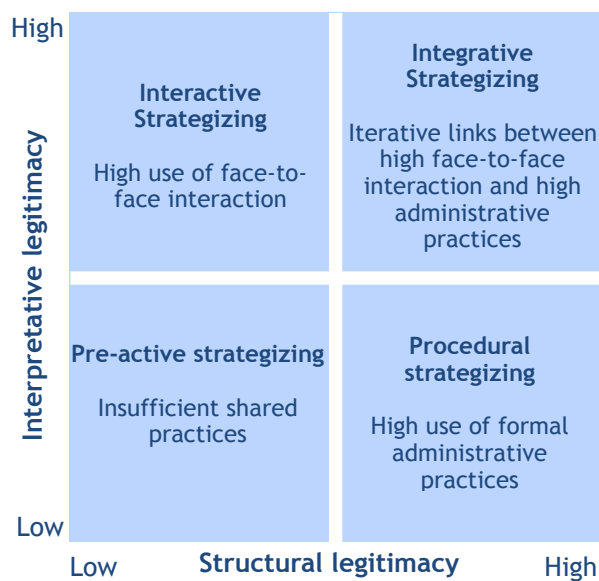 High
Interpretative legitimacy
Low
Interactive
Strategizing
High use of face-to-
face interaction
Integrative
Strategizing
Iterative links between
high face-to-face
interaction and high
administrative
practices
Pre-active strategizing
Insufficient shared
practices
Procedural
strategizing
High use of formal
administrative
practices
Low
Structural legitimacy
High